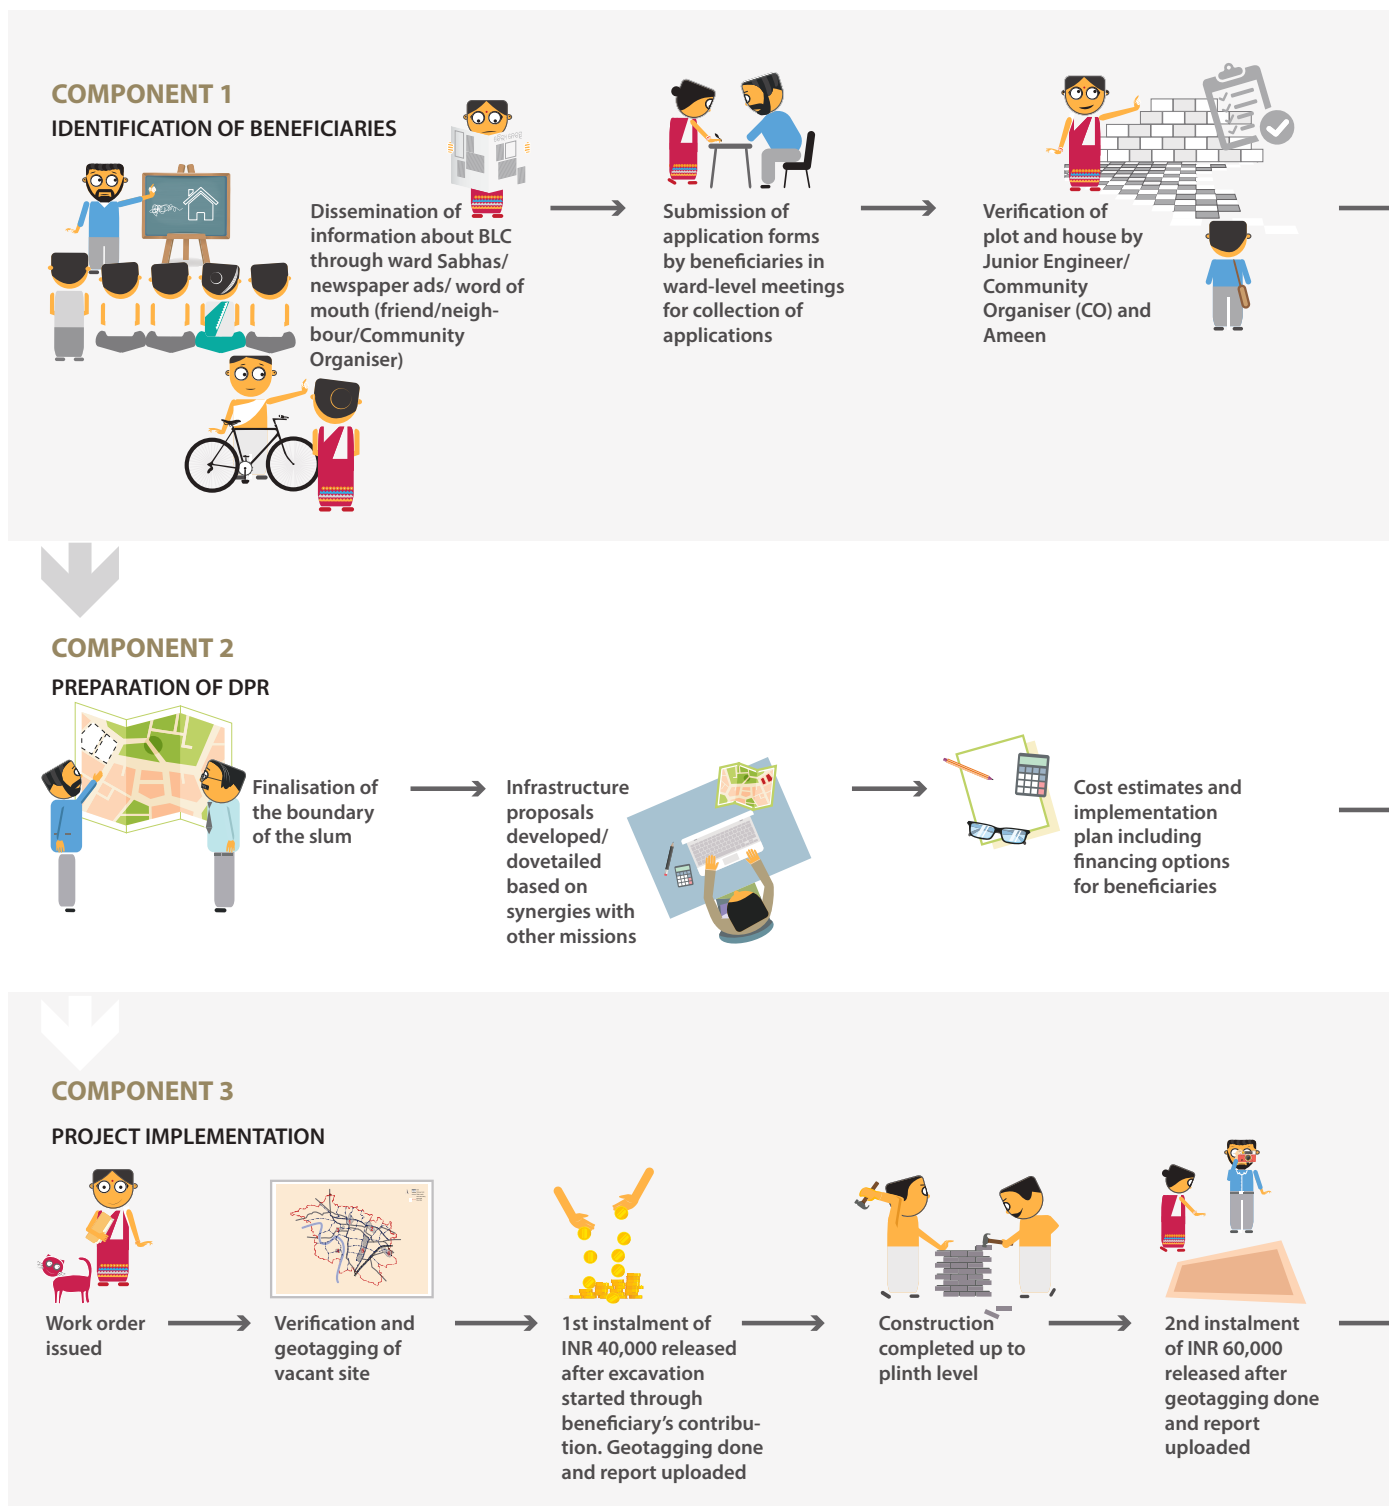 COMPONENT 1
IDENTIFICATION OF BENEFICIARIES
Dissemination of
information about BLC
through ward Sabhas/
newspaper ads/ word of
mouth (friend/neigh-
bour/Community
Organiser)
Submission of
application forms
by beneficiaries in
ward-level meetings
for collection of
applications
Verification of
plot and house by
Junior Engineer/
Community
Organiser (CO) and
Ameen
COMPONENT 2
PREPARATION OF DPR
Finalisation of
the boundary
of the slum
Infrastructure
proposals
developed/
dovetailed
based on
synergies with
other missions
Cost estimates and
implementation
plan including
financing options
for beneficiaries
COMPONENT 3
PROJECT IMPLEMENTATION
Work order
issued
Verification and
geotagging of
vacant site
1st instalment of
INR 40,000 released
after excavation
started through
beneficiary's contribu-
tion. Geotagging done
and report uploaded
Construction
completed up to
plinth level
2nd instalment
of INR 60,000
released after
geotagging done
and report
uploaded